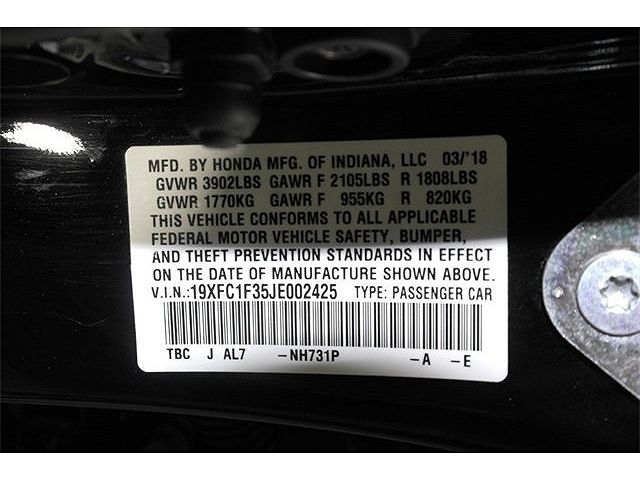 MFD. BY HONDA MFG. OF INDIANA, LLC 03/'18
GVWR 3902LBS GAWR F 2105LBS R 1808LBS
GVWR 1770KG GAWR F 955KG R 820KG
THIS VEHICLE CONFORMS TO ALL APPLICABLE
FEDERAL MOTOR VEHICLE SAFETY, BUMPER,
AND THEFT PREVENTION STANDARDS IN EFFECT
ON THE DATE OF MANUFACTURE SHOWN ABOVE.
V.I.N.:19XFC1F35JE002425 TYPE: PASSENGER CAR
TBC J AL7 -NH731P -A -E